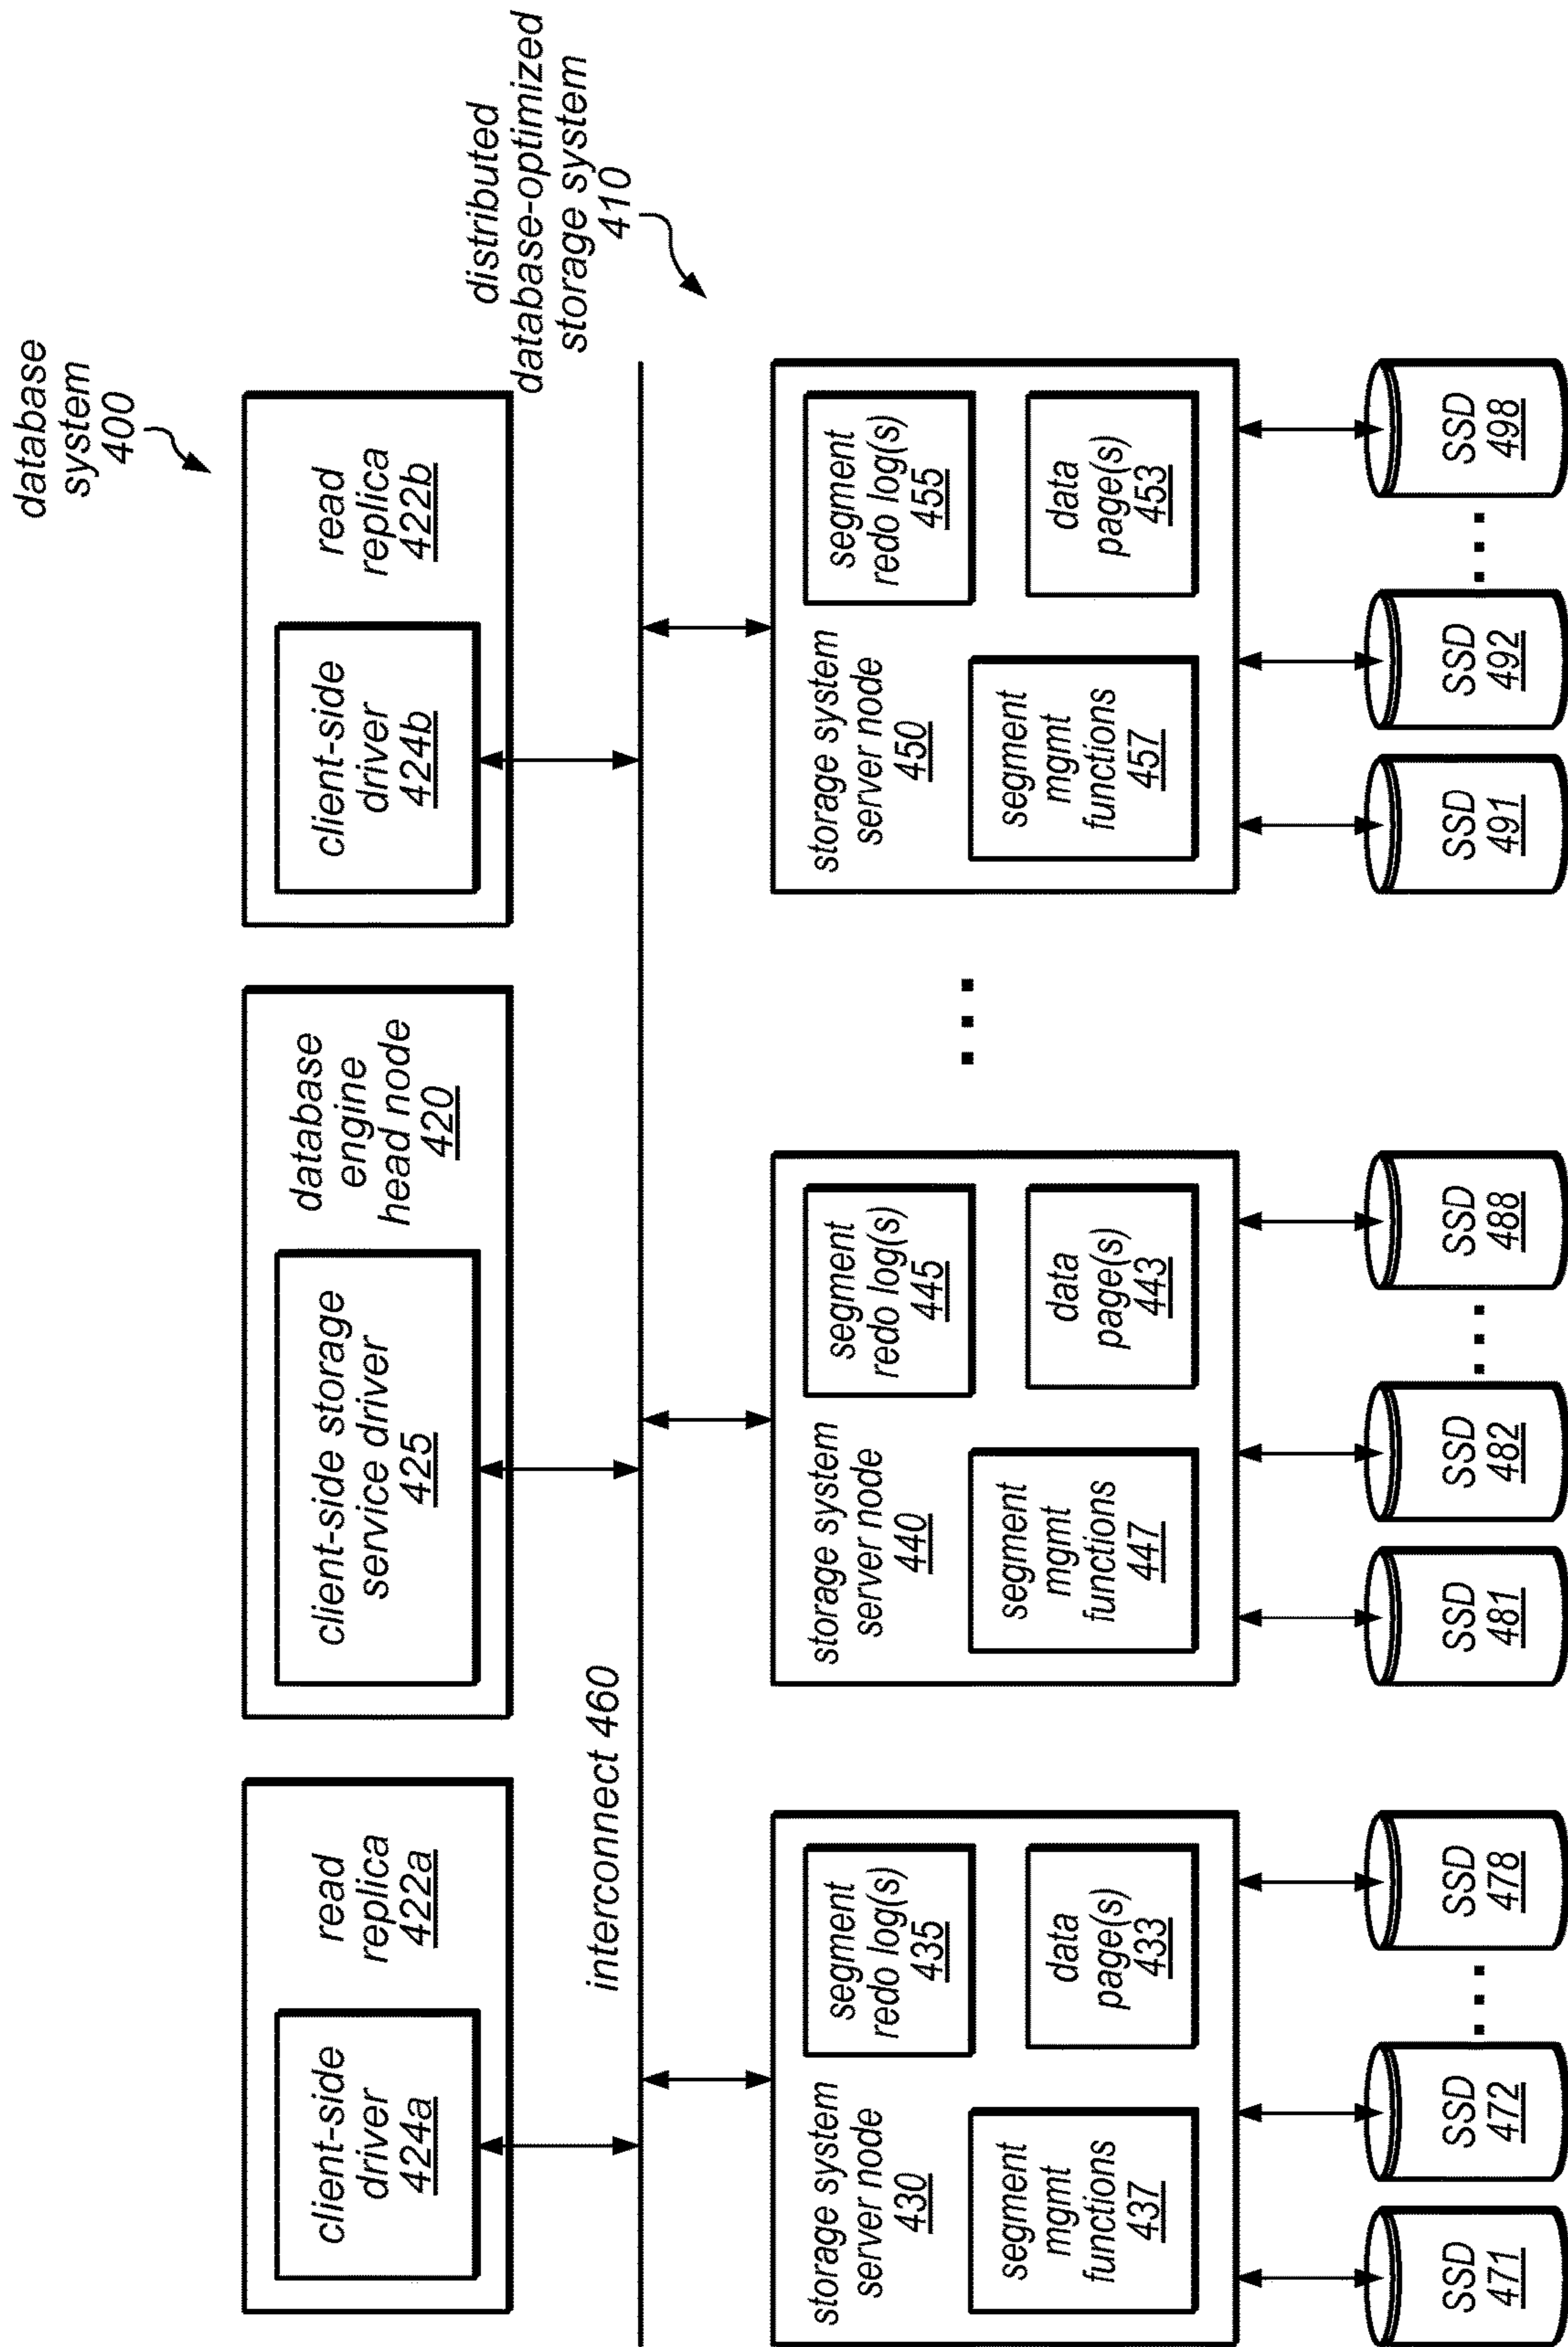 database
system
400
distributed
database-optimized
storage system
410
read
replica
422a
client-side
driver
424a
database
engine
head node
420
client-side storage
service driver
425
read
replica
422b
client-side
driver
424b
interconnect 460
storage system
server node
430
segment
redo log(s)
435
segment
mgmt
functions
437
data
page(s)
433
storage system
server node
440
segment
redo log(s)
445
segment
mgmt
functions
447
data
page(s)
443
...
storage system
server node
450
segment
redo log(s)
455
segment
mgmt
functions
457
data
page(s)
453
SSD
471
SSD
472
...
SSD
478
SSD
481
SSD
482
...
SSD
488
SSD
491
SSD
492
...
SSD
498